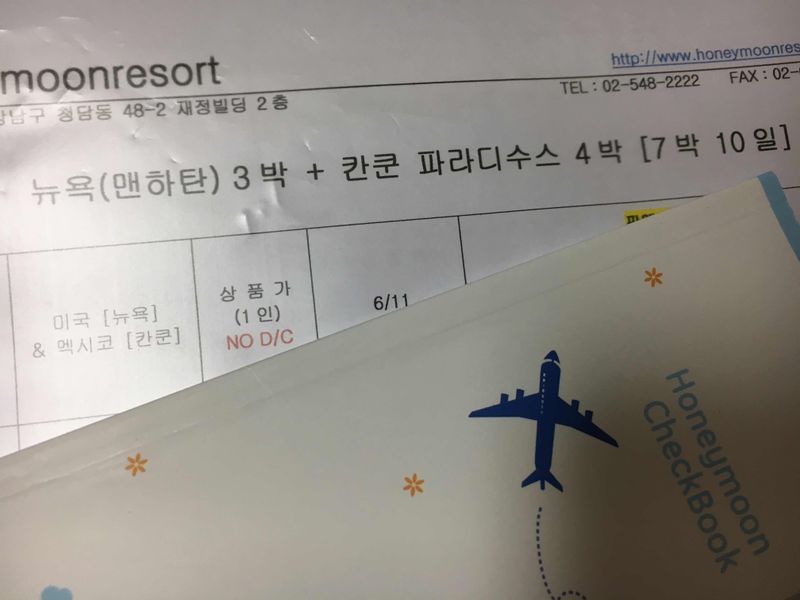 moonresort
http://www.honeymoonres
TEL : 02-548-2222 FAX : 02-
강남구 청담동 48-2 재정빌딩 2 층
뉴욕(맨하탄) 3 박 + 칸쿤 파라디수스 4 박 [7 박 10 일]
미국 [뉴욕]
& 멕시코 [칸쿤]
상 품 가
(1 인)
NO D/C
6/11
Honeymoon
CheckBook